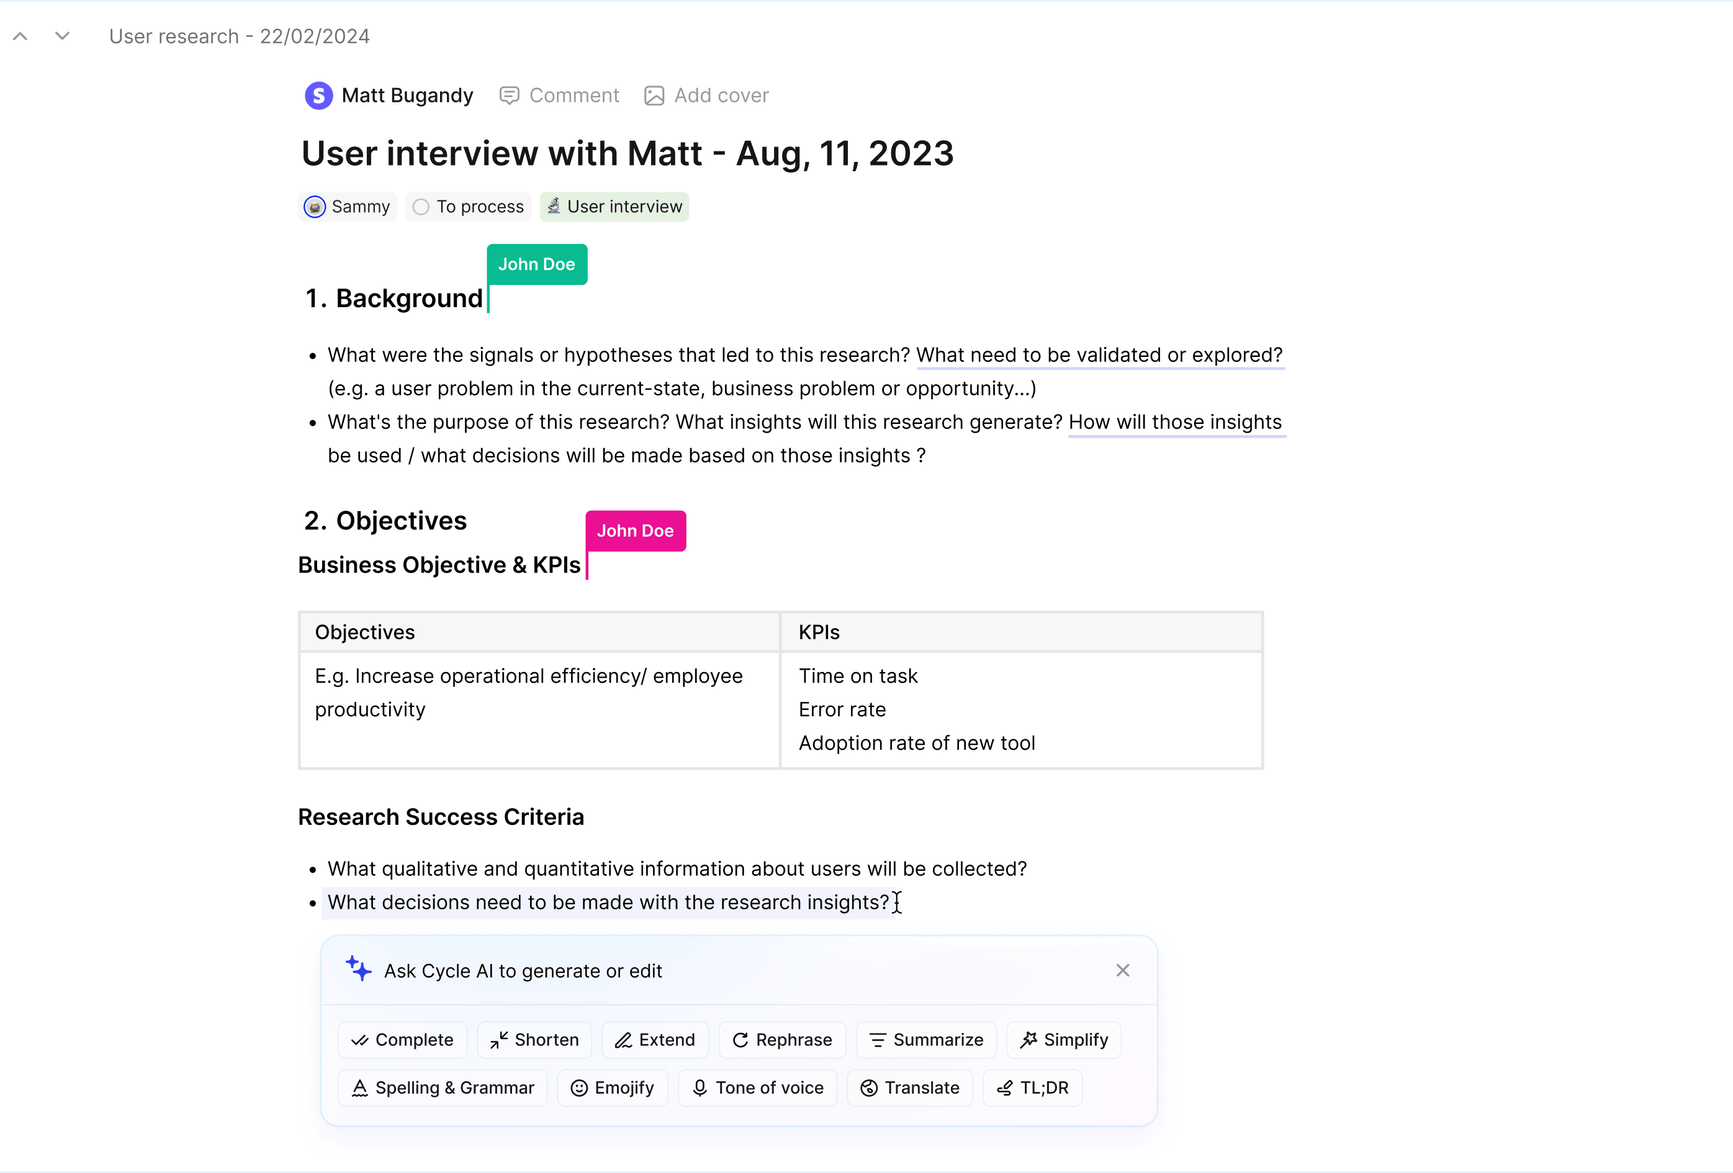 User research - 22/02/2024
S Matt Bugandy Comment Add cover
User interview with Matt - Aug, 11, 2023
Sammy To process User interview
John Doe
1. Background
• What were the signals or hypotheses that led to this research? What need to be validated or explored?
(e.g. a user problem in the current-state, business problem or opportunity...)
• What's the purpose of this research? What insights will this research generate? How will those insights
be used / what decisions will be made based on those insights ?
2. Objectives
John Doe
Business Objective & KPIs
Objectives KPIs
E.g. Increase operational efficiency/ employee Time on task
productivity Error rate
Adoption rate of new tool
Research Success Criteria
• What qualitative and quantitative information about users will be collected?
• What decisions need to be made with the research insights?
Ask Cycle AI to generate or edit
Complete Shorten Extend Rephrase Summarize Simplify
Spelling & Grammar Emojify Tone of voice Translate TL;DR